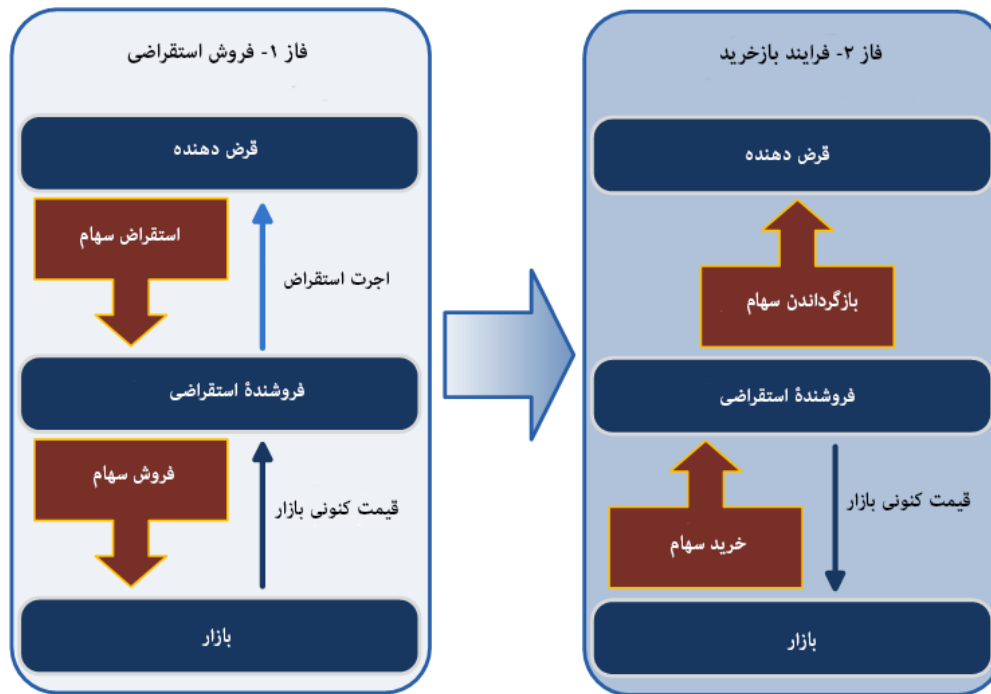 فاز ۱- فروش استقراضی
قرض دهنده
استقراض سهام
اجرت استقراض
فروشندهٔ استقراضی
فروش سهام
قیمت کنونی بازار
بازار
فاز ۲- فرایند بازخرید
قرض دهنده
بازگرداندن سهام
فروشندهٔ استقراضی
قیمت کنونی بازار
خرید سهام
بازار